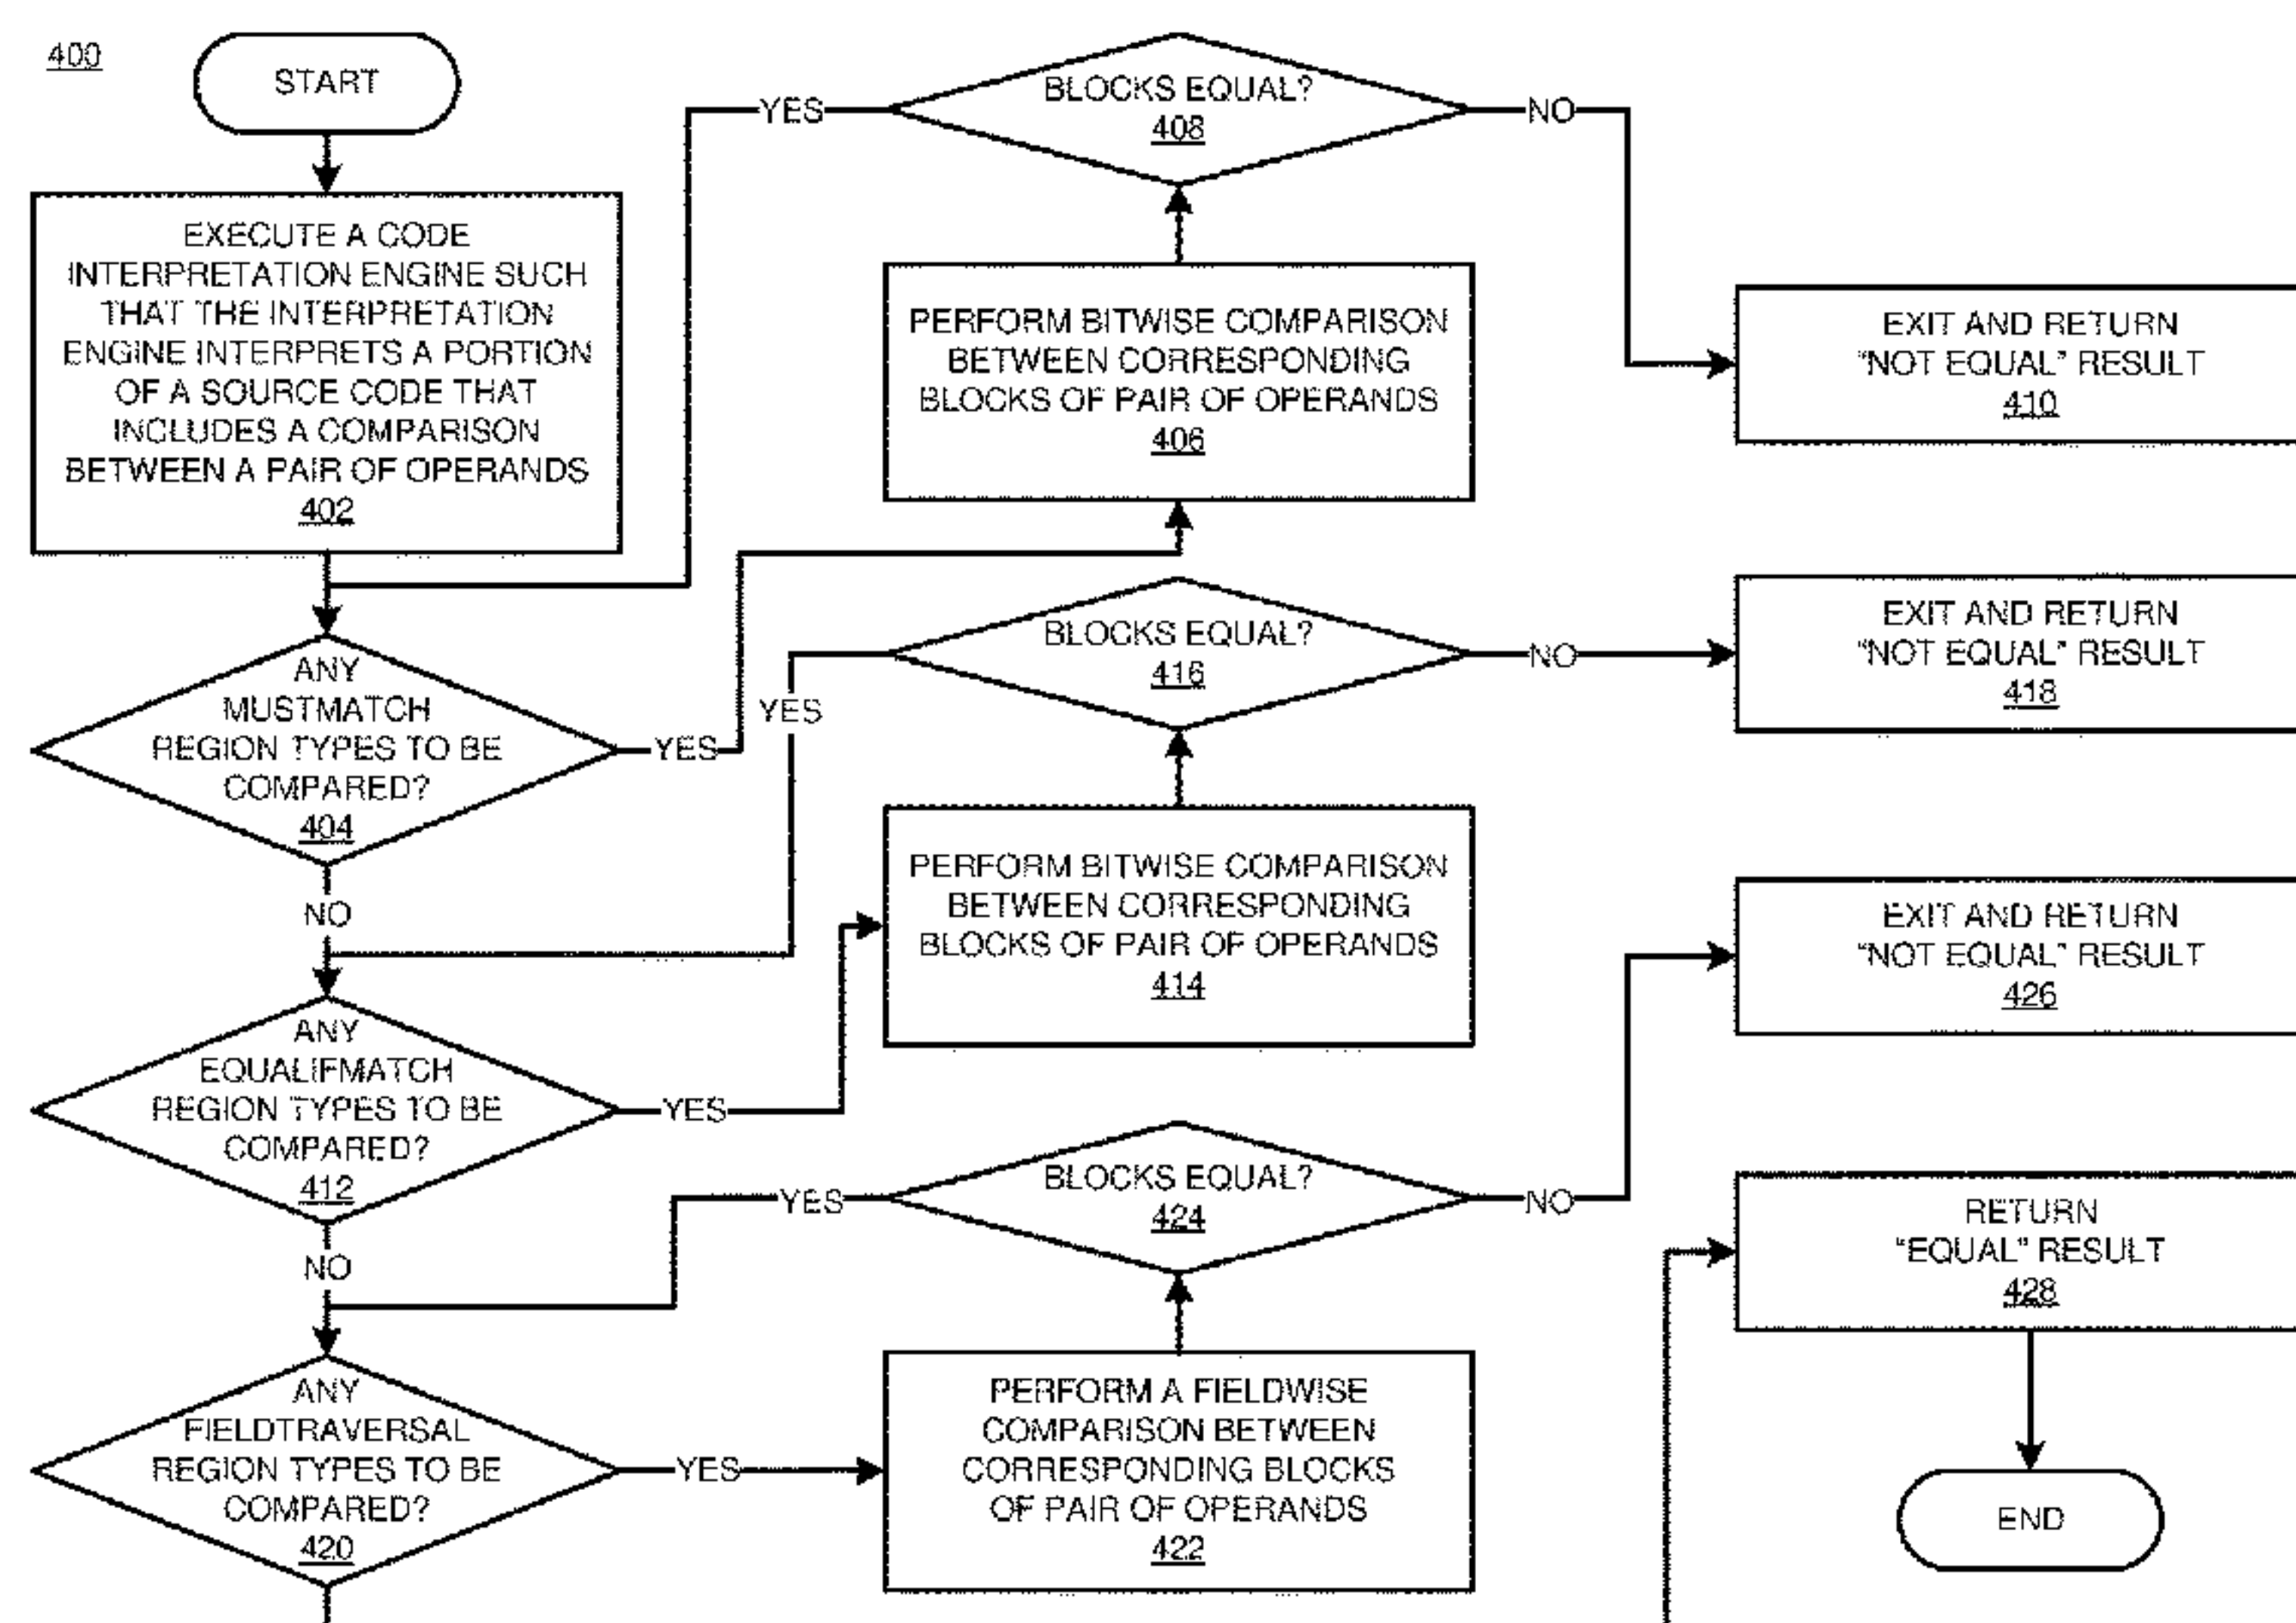 400
START
EXECUTE A CODE
INTERPRETATION ENGINE SUCH
THAT THE INTERPRETATION
ENGINE INTERPRETS A PORTION
OF A SOURCE CODE THAT
INCLUDES A COMPARISON
BETWEEN A PAIR OF OPERANDS
402
ANY
MUSTMATCH
REGION TYPES TO BE
COMPARED?
404
YES
NO
PERFORM BITWISE COMPARISON
BETWEEN CORRESPONDING
BLOCKS OF PAIR OF OPERANDS
406
BLOCKS EQUAL?
408
YES
NO
EXIT AND RETURN
"NOT EQUAL" RESULT
410
ANY
EQUALIFMATCH
REGION TYPES TO BE
COMPARED?
412
YES
NO
PERFORM BITWISE COMPARISON
BETWEEN CORRESPONDING
BLOCKS OF PAIR OF OPERANDS
414
BLOCKS EQUAL?
416
YES
NO
EXIT AND RETURN
"NOT EQUAL" RESULT
418
ANY
FIELDTRAVERSAL
REGION TYPES TO BE
COMPARED?
420
YES
PERFORM A FIELDWISE
COMPARISON BETWEEN
CORRESPONDING BLOCKS
OF PAIR OF OPERANDS
422
BLOCKS EQUAL?
424
YES
NO
EXIT AND RETURN
"NOT EQUAL" RESULT
426
RETURN
"EQUAL" RESULT
428
END